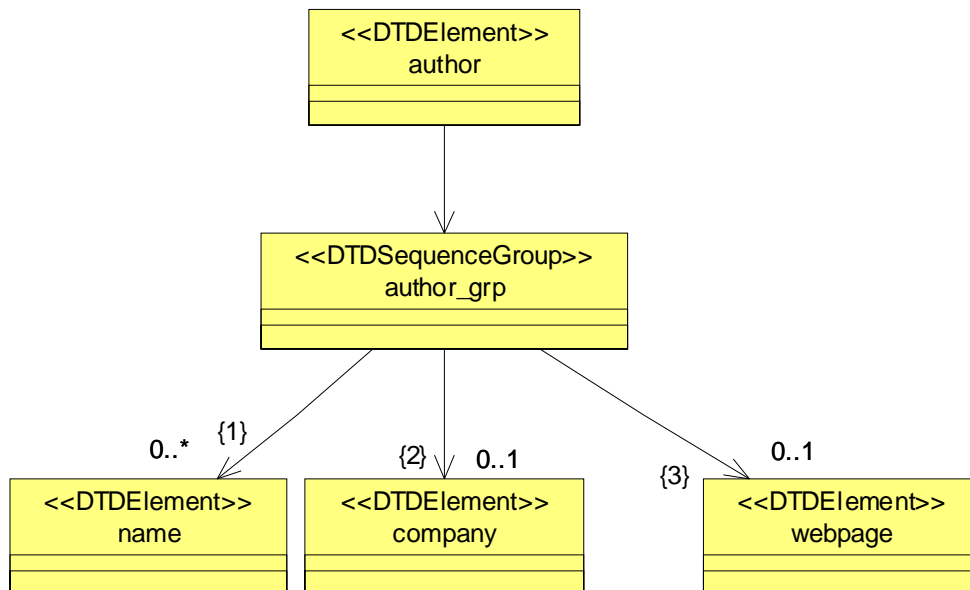 <<DTDElement>>
author
<<DTDSequenceGroup>>
author_grp
0..* {1}
{2} 0..1
{3} 0..1
<<DTDElement>>
name
<<DTDElement>>
company
<<DTDElement>>
webpage